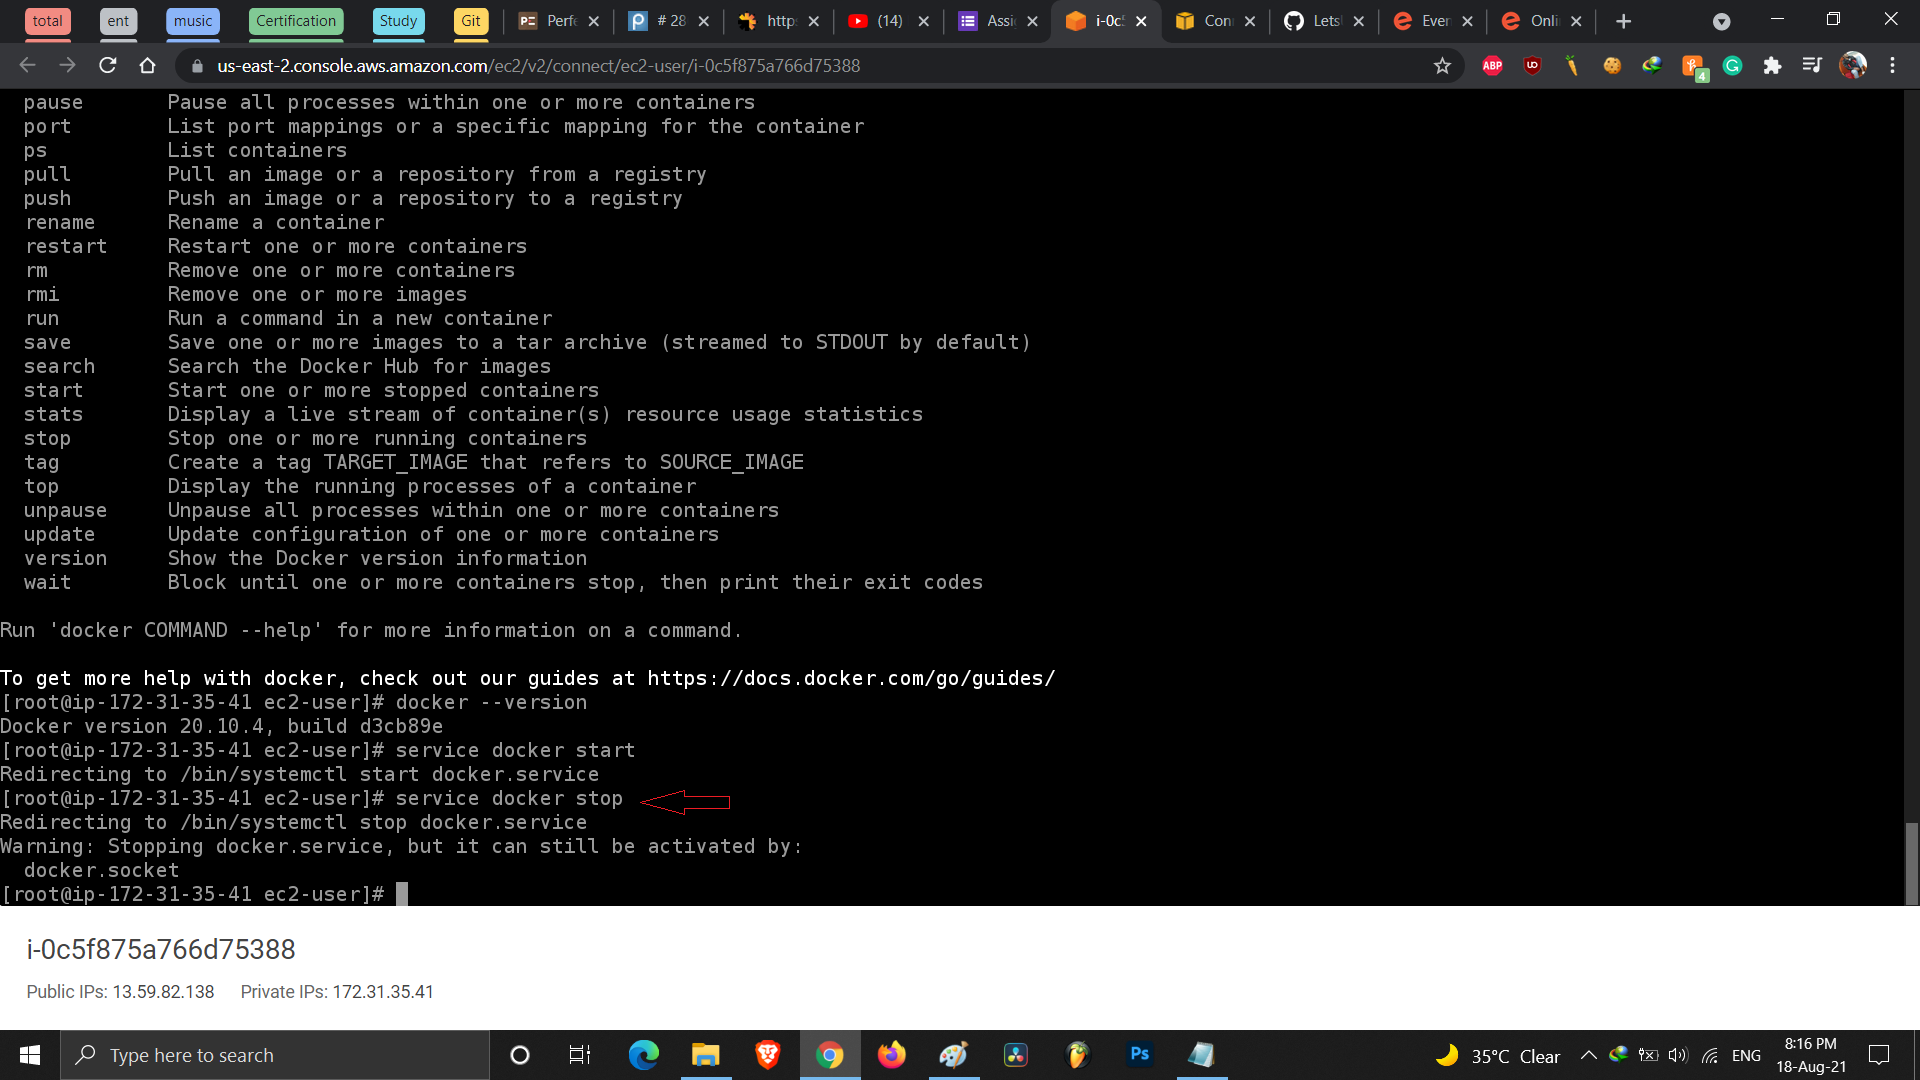 total ent music Certification Study Git Perfe # 28 http (14) Assi i-0c5 Con Lets Even Onli
us-east-2.console.aws.amazon.com/ec2/v2/connect/ec2-user/i-0c5f875a766d75388 ABP 4
pause Pause all processes within one or more containers
port List port mappings or a specific mapping for the container
ps List containers
pull Pull an image or a repository from a registry
push Push an image or a repository to a registry
rename Rename a container
restart Restart one or more containers
rm Remove one or more containers
rmi Remove one or more images
run Run a command in a new container
save Save one or more images to a tar archive (streamed to STDOUT by default)
search Search the Docker Hub for images
start Start one or more stopped containers
stats Display a live stream of container(s) resource usage statistics
stop Stop one or more running containers
tag Create a tag TARGET_IMAGE that refers to SOURCE_IMAGE
top Display the running processes of a container
unpause Unpause all processes within one or more containers
update Update configuration of one or more containers
version Show the Docker version information
wait Block until one or more containers stop, then print their exit codes
Run 'docker COMMAND --help' for more information on a command.
To get more help with docker, check out our guides at https://docs.docker.com/go/guides/
[root@ip-172-31-35-41 ec2-user]# docker --version
Docker version 20.10.4, build d3cb89e
[root@ip-172-31-35-41 ec2-user]# service docker start
Redirecting to /bin/systemctl start docker.service
[root@ip-172-31-35-41 ec2-user]# service docker stop
Redirecting to /bin/systemctl stop docker.service
Warning: Stopping docker.service, but it can still be activated by:
docker.socket
[root@ip-172-31-35-41 ec2-user]#
i-0c5f875a766d75388
Public IPs: 13.59.82.138 Private IPs: 172.31.35.41
Type here to search Ps 35°C Clear ENG 8:16 PM
18-Aug-21